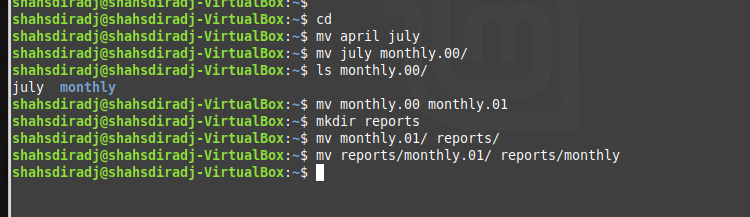 shahsdiradj@shahsdiradj-VirtualBox:~$
shahsdiradj@shahsdiradj-VirtualBox:~$ cd
shahsdiradj@shahsdiradj-VirtualBox:~$ mv april july
shahsdiradj@shahsdiradj-VirtualBox:~$ mv july monthly.00/
shahsdiradj@shahsdiradj-VirtualBox:~$ ls monthly.00/
july  monthly
shahsdiradj@shahsdiradj-VirtualBox:~$ mv monthly.00 monthly.01
shahsdiradj@shahsdiradj-VirtualBox:~$ mkdir reports
shahsdiradj@shahsdiradj-VirtualBox:~$ mv monthly.01/ reports/
shahsdiradj@shahsdiradj-VirtualBox:~$ mv reports/monthly.01/ reports/monthly
shahsdiradj@shahsdiradj-VirtualBox:~$